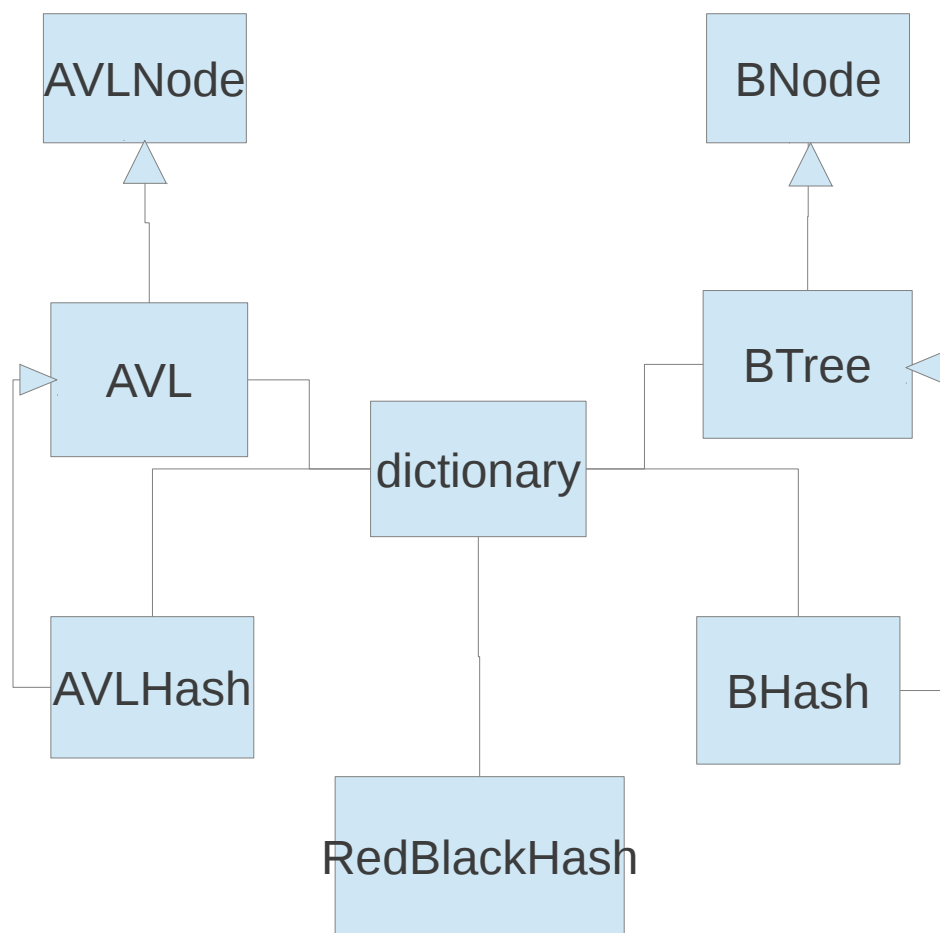 AVLNode
BNode
AVL
BTree
dictionary
AVLHash
BHash
RedBlackHash